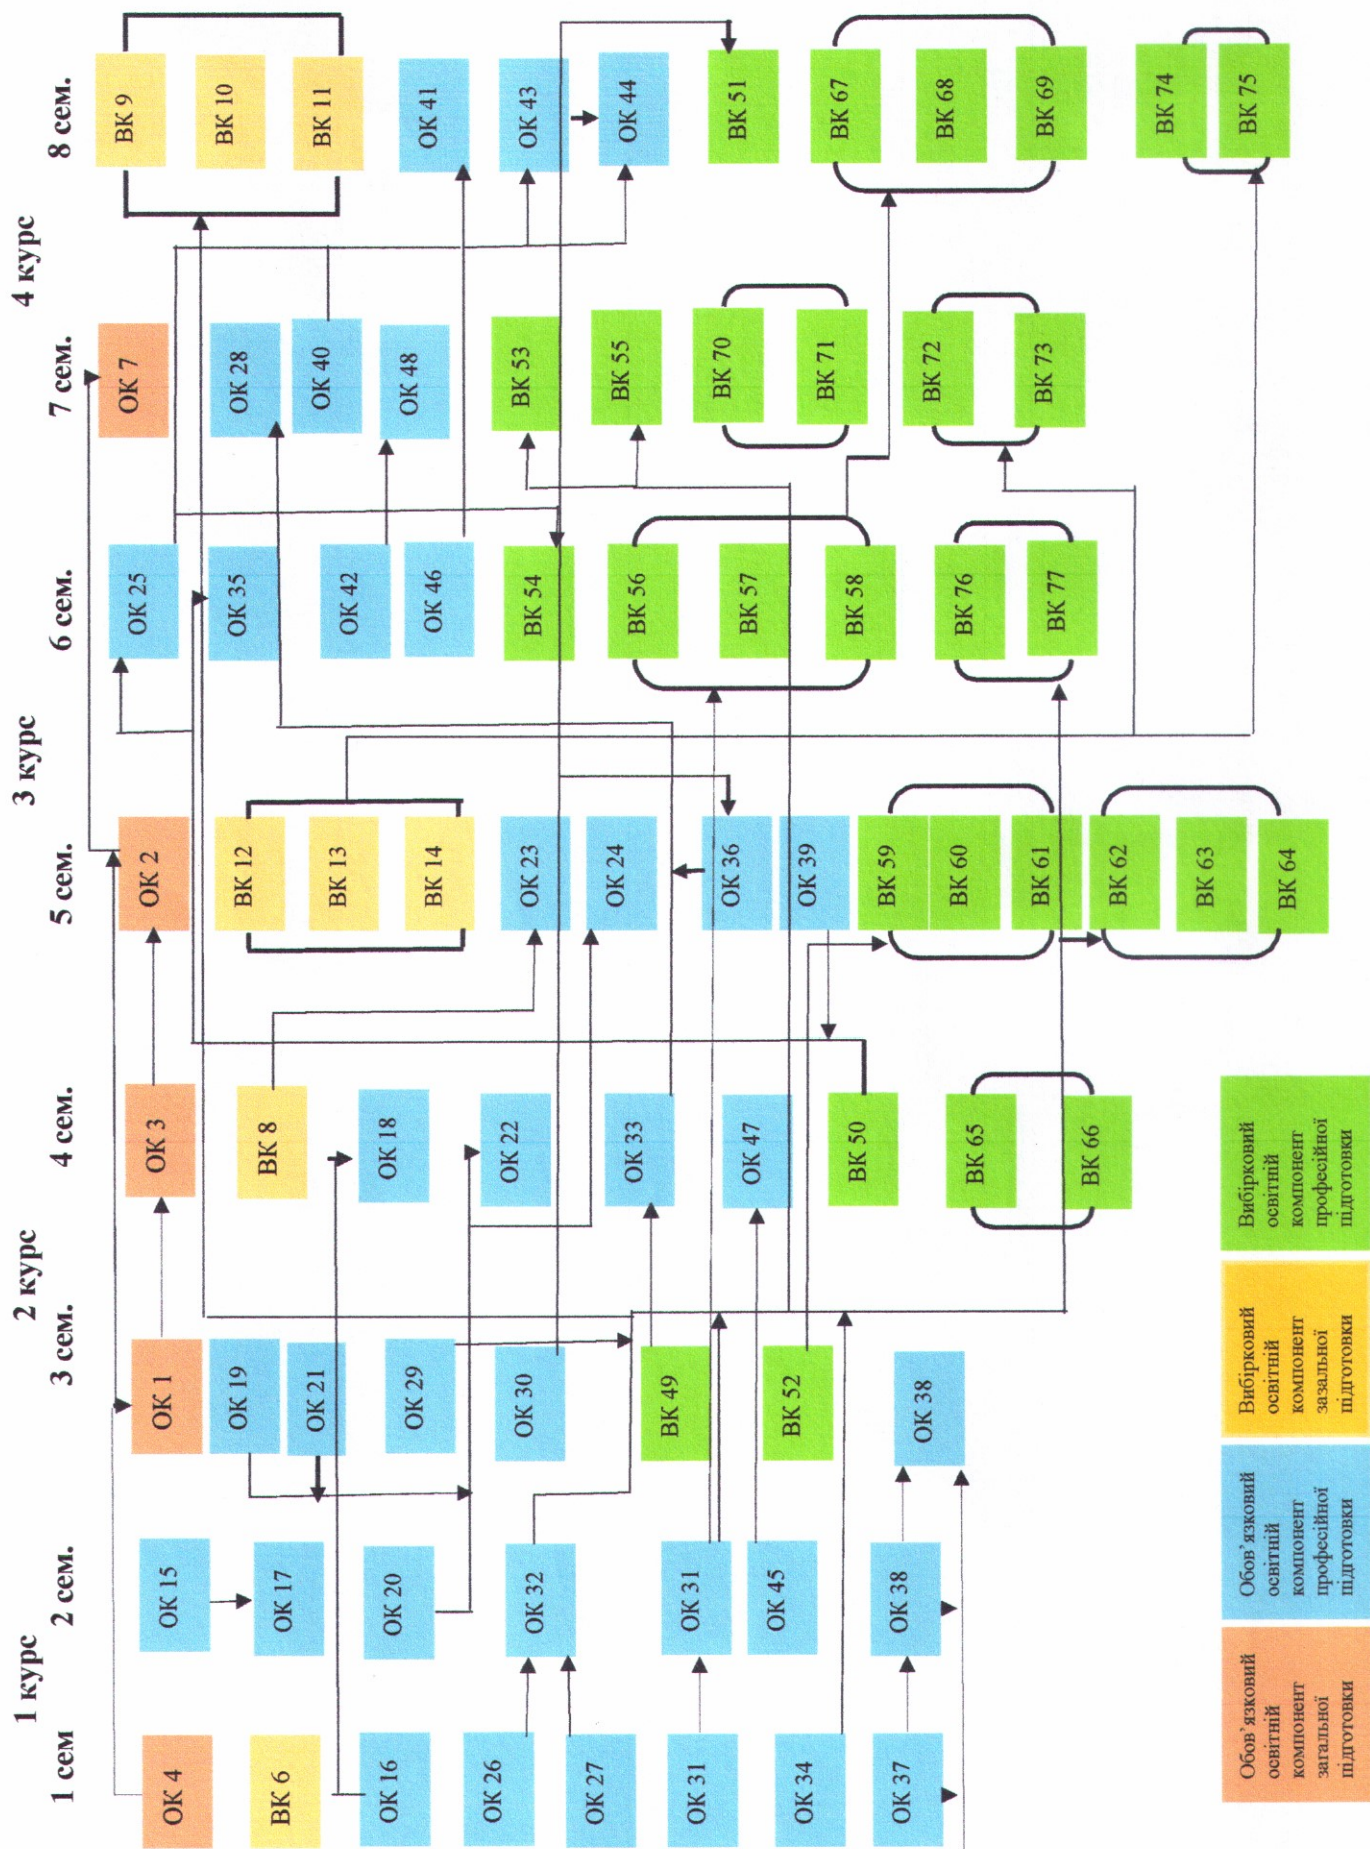 1 курс
2 курс
3 курс
4 курс
1 сем
2 сем.
3 сем.
4 сем.
5 сем.
6 сем.
7 сем.
8 сем.
ОК 4
ВК 6
ОК 16
ОК 26
ОК 27
ОК 31
ОК 34
ОК 37
ОК 15
ОК 17
ОК 20
ОК 32
ОК 31
ОК 45
ОК 38
ОК 1
ОК 19
ОК 21
ОК 29
ОК 30
ВК 49
ВК 52
ОК 38
ОК 3
ВК 8
ОК 18
ОК 22
ОК 33
ОК 47
ВК 50
ВК 65
ВК 66
ОК 2
ВК 12
ВК 13
ВК 14
ОК 23
ОК 24
ОК 36
ОК 39
ВК 59
ВК 60
ВК 61
ВК 62
ВК 63
ВК 64
ОК 25
ОК 35
ОК 42
ОК 46
ВК 54
ВК 56
ВК 57
ВК 58
ВК 76
ВК 77
ОК 7
ОК 28
ОК 40
ОК 48
ВК 53
ВК 55
ВК 70
ВК 71
ВК 72
ВК 73
ВК 9
ВК 10
ВК 11
ОК 41
ОК 43
ОК 44
ВК 51
ВК 67
ВК 68
ВК 69
ВК 74
ВК 75
Обов’язковий
освітній
компонент
загальної
підготовки
Обов’язковий
освітній
компонент
професійної
підготовки
Вибірковий
освітній
компонент
зазальної
підготовки
Вибірковий
освітній
компонент
професійної
підготовки